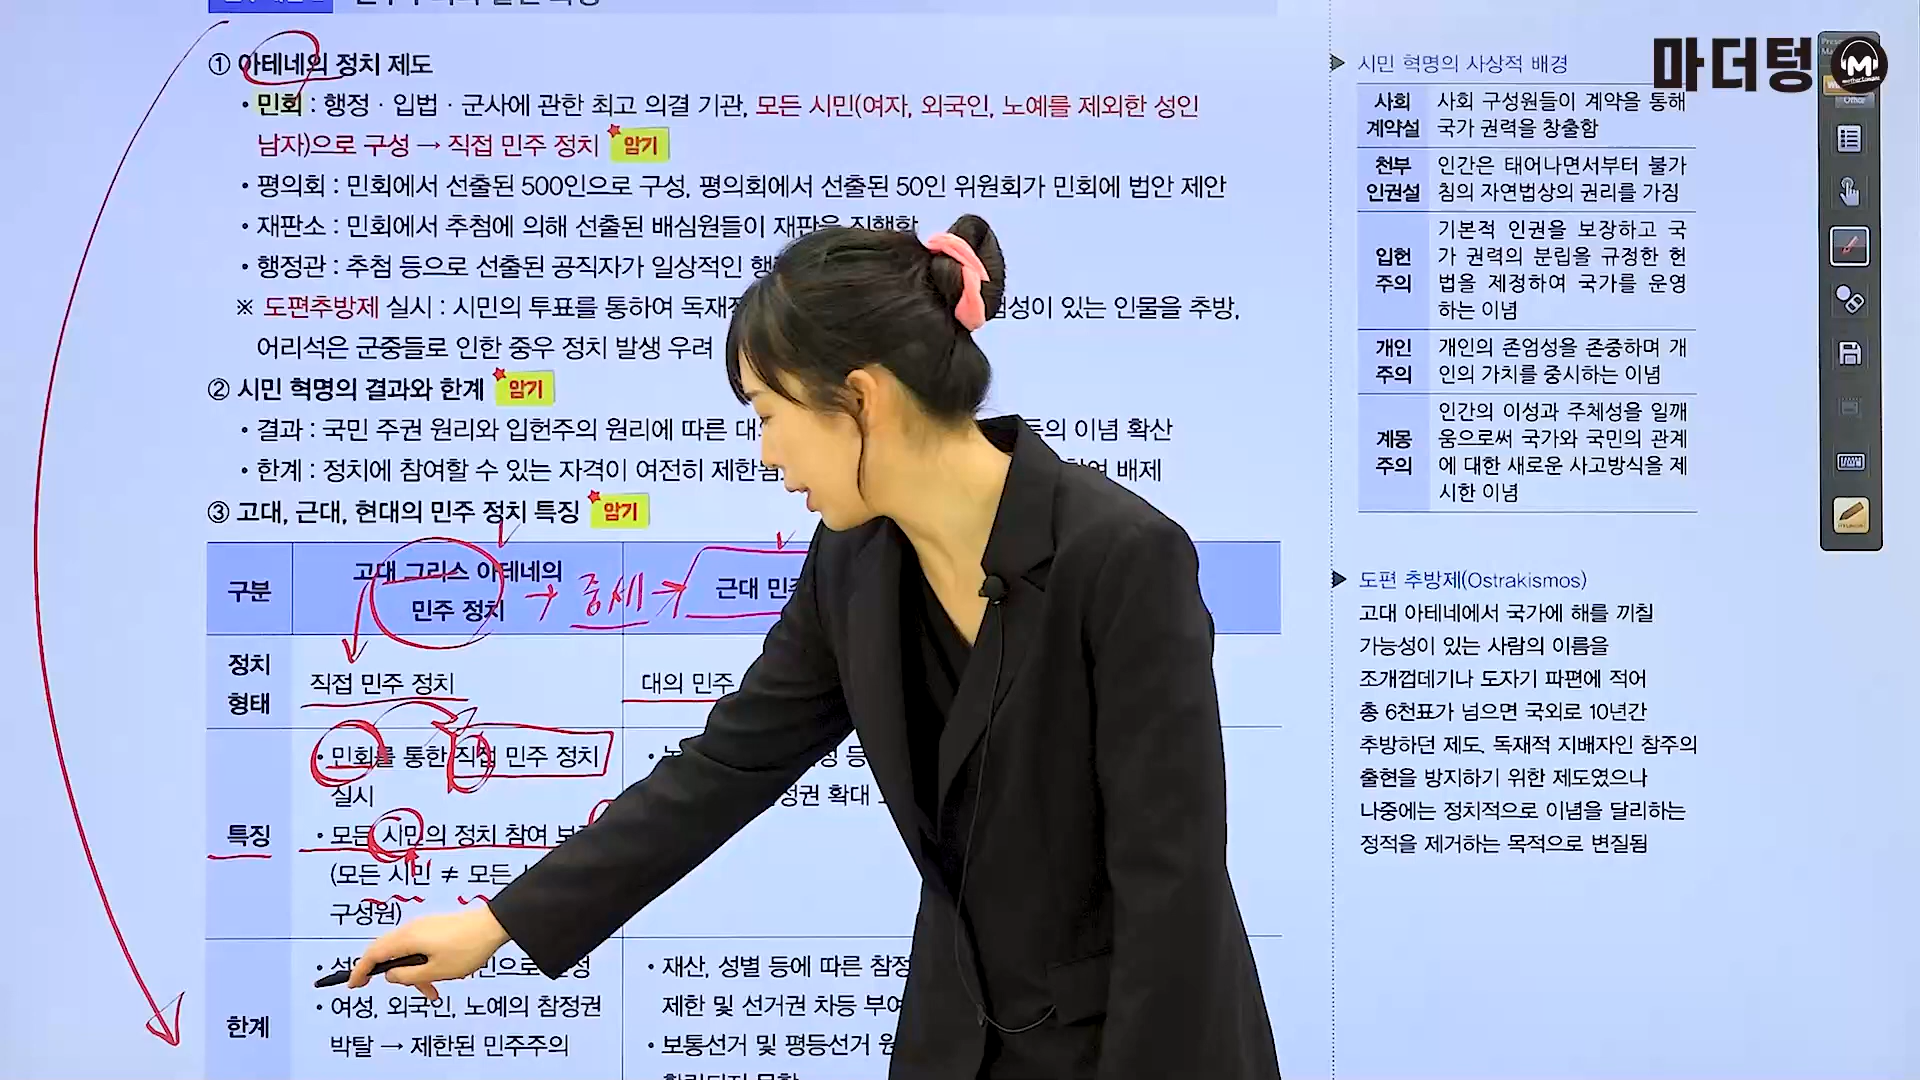 ① 아테네의 정치 제도
• 민회 : 행정 · 입법 · 군사에 관한 최고 의결 기관, 모든 시민(여자, 외국인, 노예를 제외한 성인
남자)으로 구성 → 직접 민주 정치 암기
• 평의회 : 민회에서 선출된 500인으로 구성, 평의회에서 선출된 50인 위원회가 민회에 법안 제안
• 재판소 : 민회에서 추첨에 의해 선출된 배심원들이 재판을 진행함
• 행정관 : 추첨 등으로 선출된 공직자가 일상적인
※ 도편추방제 실시 : 시민의 투표를 통하여 있는 인물을 추방,
어리석은 군중들로 인한 중우 정치 발생 우려
② 시민 혁명의 결과와 한계 암기
• 결과 : 국민 주권 원리와 입헌주의 원리에 따른 이념 확산
• 한계 : 정치에 참여할 수 있는 자격이 여전히 배제
③ 고대, 근대, 현대의 민주 정치 특징 암기
구분
고대 그리스 아테네의
민주 정치
→ 중세 →
근대
정치
형태
직접 민주 정치
대의 민주
특징
• 민회를 통한 직접 민주 정치
실시
• 모든 시민의 정치 참여
(모든 시민 ≠ 모든
구성원)
확대
한계
• 여성, 외국인, 노예의 참정권
박탈 → 제한된 민주주의
• 재산, 성별 등에 따른
제한 및 선거권 차등
• 보통선거 및 평등선거
마더텅
시민 혁명의 사상적 배경
사회
계약설
사회 구성원들이 계약을 통해
국가 권력을 창출함
천부
인권설
인간은 태어나면서부터 불가
침의 자연법상의 권리를 가짐
입헌
주의
기본적 인권을 보장하고 국
가 권력의 분립을 규정한 헌
법을 제정하여 국가를 운영
하는 이념
개인
주의
개인의 존엄성을 존중하며 개
인의 가치를 중시하는 이념
계몽
주의
인간의 이성과 주체성을 일깨
움으로써 국가와 국민의 관계
에 대한 새로운 사고방식을 제
시한 이념
도편 추방제(Ostrakismos)
고대 아테네에서 국가에 해를 끼칠
가능성이 있는 사람의 이름을
조개껍데기나 도자기 파편에 적어
총 6천표가 넘으면 국외로 10년간
추방하던 제도. 독재적 지배자인 참주의
출현을 방지하기 위한 제도였으나
나중에는 정치적으로 이념을 달리하는
정적을 제거하는 목적으로 변질됨